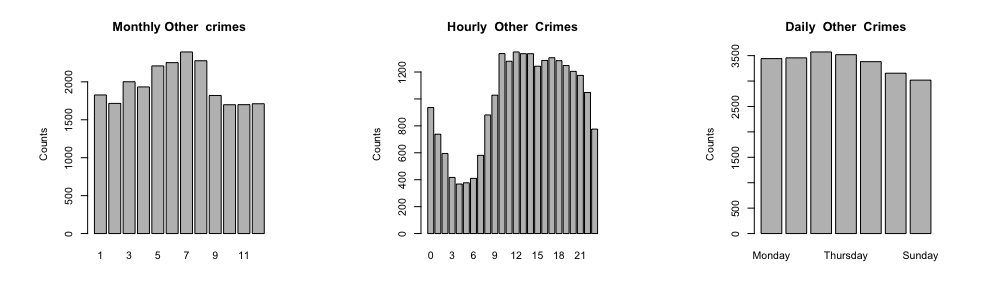 Monthly Other crimes
Counts
0
500
1000
1500
2000
1 3 5 7 9 11
Hourly Other Crimes
Counts
0
200
400
600
800
1200
0 3 6 9 12 15 18 21
Daily Other Crimes
Counts
0
500
1500
2500
3500
Monday Thursday Sunday